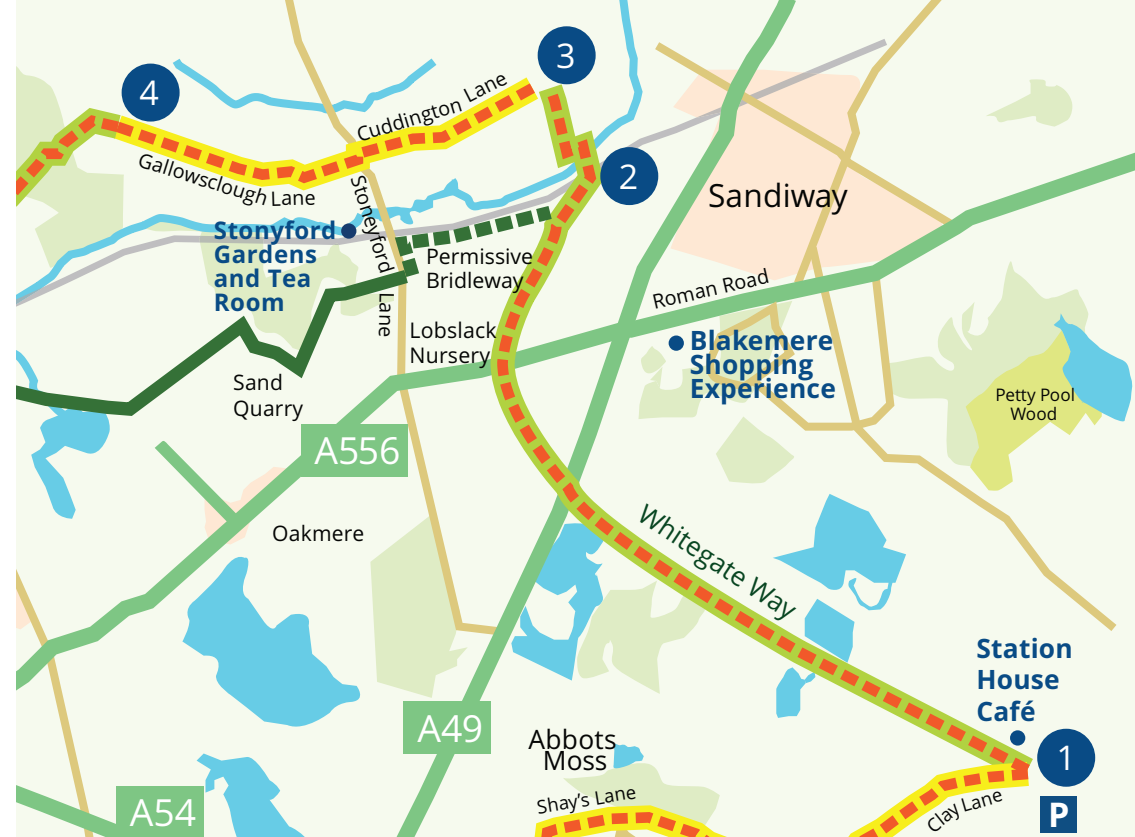 3
4
Cuddington Lane
Gallowsclough Lane
2
Sandiway
Stoneyford Lane
Stonyford
Gardens
and Tea
Room
Permissive
Bridleway
Roman Road
Lobslack
Nursery
Blakemere
Shopping
Experience
Sand
Quarry
Petty Pool
Wood
A556
Oakmere
Whitegate Way
Station
House
Café
A49
Abbots
Moss
1
Shay's Lane
Clay Lane
A54
P